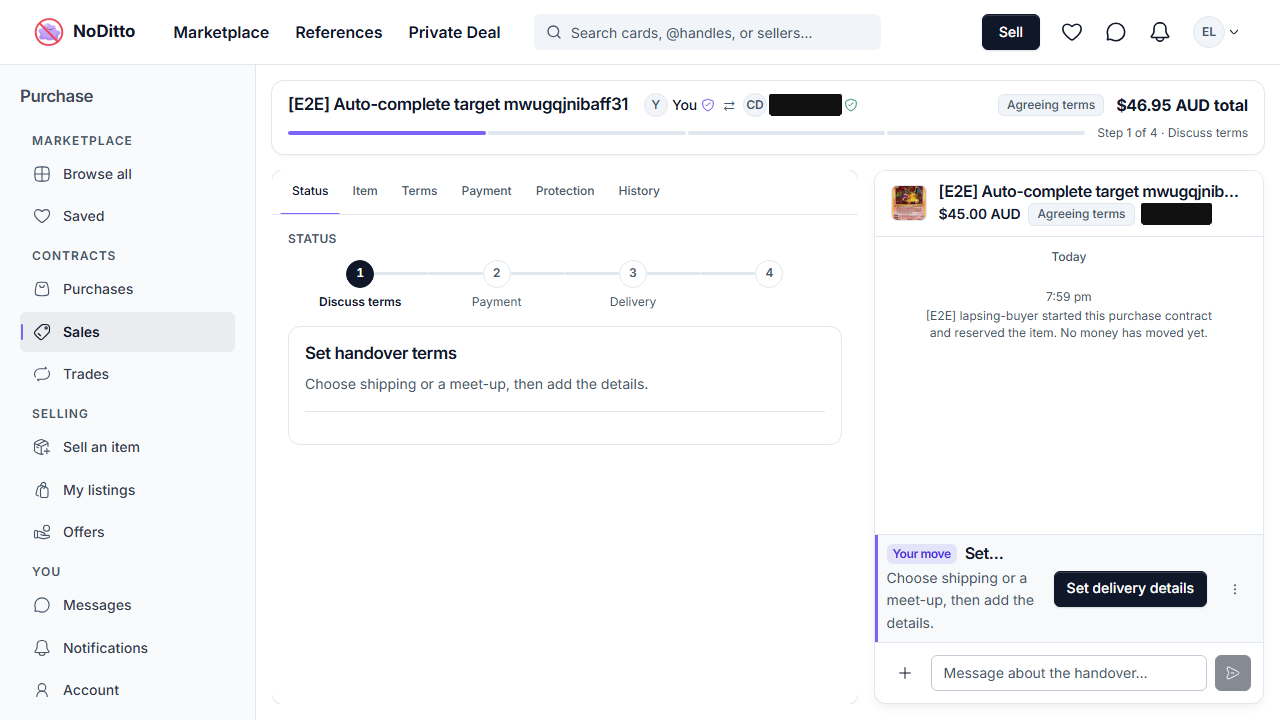 NoDitto
Marketplace
References
Private Deal
Search cards, @handles, or sellers...
Sell
EL
Purchase
MARKETPLACE
Browse all
Saved
CONTRACTS
Purchases
Sales
Trades
SELLING
Sell an item
My listings
Offers
YOU
Messages
Notifications
Account
[E2E] Auto-complete target mwugqjnibaff31
Y You
CD
Agreeing terms
$46.95 AUD total
Step 1 of 4 · Discuss terms
Status
Item
Terms
Payment
Protection
History
STATUS
1
2
3
4
Discuss terms
Payment
Delivery
Set handover terms
Choose shipping or a meet-up, then add the details.
[E2E] Auto-complete target mwugqjnib...
$45.00 AUD
Agreeing terms
Today
7:59 pm
[E2E] lapsing-buyer started this purchase contract
and reserved the item. No money has moved yet.
Your move
Set...
Choose shipping or a
meet-up, then add the
details.
Set delivery details
Message about the handover...